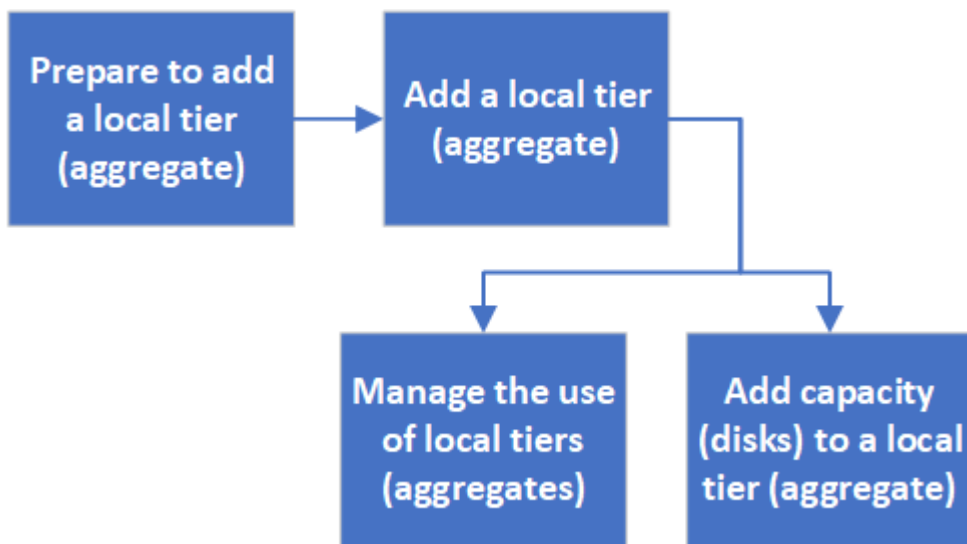 Prepare to add
a local tier
(aggregate)
Add a local tier
(aggregate)
Manage the use
of local tiers
(aggregates)
Add capacity
(disks) to a local
tier (aggregate)